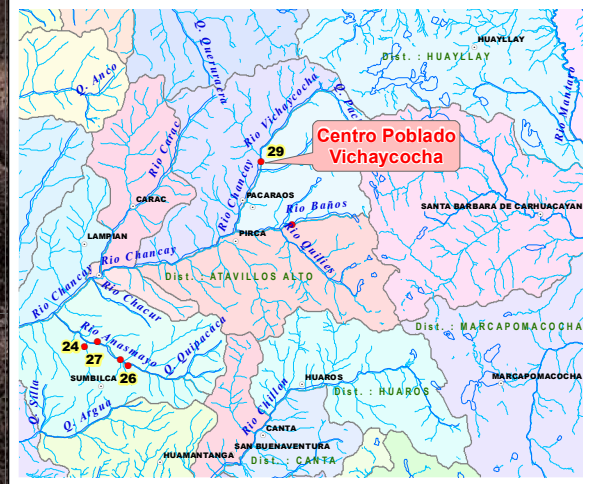 HUAYLLAY
Dist. : HUAYLLAY
Q. Queruraera
Q. Anco
Rio Vichaycocha
Q. Pac
Rio Mantaro
Centro Poblado
Vichaycocha
29
Rio Carac
Rio Chancay
PACARAOS
CARAC
Rio Baños
SANTA BARBARA DE CARHUACAYAN
LAMPIAN
PIRCA
Rio Quilies
Rio Chancay
Dist. : ATAVILLOS ALTO
Rio Chancay
Rio Chacur
Dist. : MARCAPOMACOCHA
Rio Anasmayo
Q. Quipacaca
24
27
26
SUMBILCA
HUAROS
MARCAPOMACOCHA
Dist. : HUAROS
Q. Silla
Q. Argua
Rio Chillon
CANTA
SAN BUENAVENTURA
HUAMANTANGA
Dist. : CANTA